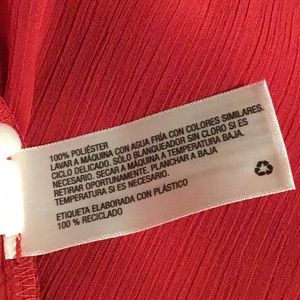 100% POLIÉSTER
LAVAR A MÁQUINA CON AGUA FRÍA CON COLORES SIMILARES.
CICLO DELICADO. SÓLO BLANQUEADOR SIN CLORO SI ES
NECESARIO. SECAR A MÁQUINA A TEMPERATURA BAJA.
RETIRAR OPORTUNAMENTE. PLANCHAR A BAJA
TEMPERATURA SI ES NECESARIO.
ETIQUETA ELABORADA CON PLÁSTICO
100 % RECICLADO